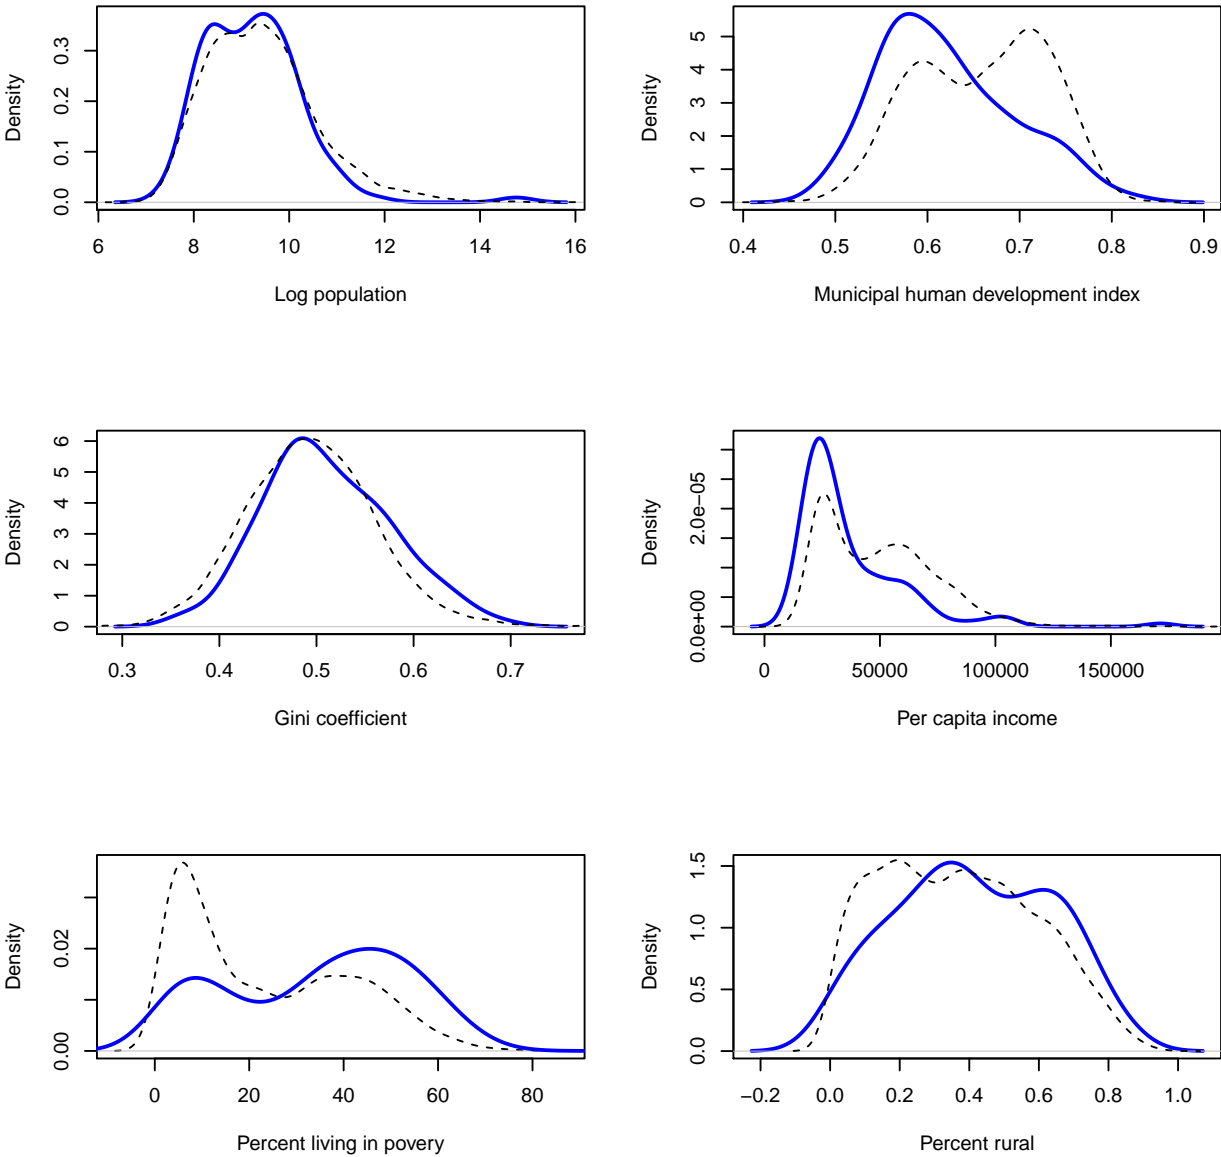 Density
0.0 0.1 0.2 0.3
6 8 10 12 14 16
Log population
Density
0 1 2 3 4 5
0.4 0.5 0.6 0.7 0.8 0.9
Municipal human development index
Density
0 1 2 3 4 5 6
0.3 0.4 0.5 0.6 0.7
Gini coefficient
Density
0.0e+00 2.0e−05
0 50000 100000 150000
Per capita income
Density
0.00 0.02
0 20 40 60 80
Percent living in poverty
Density
0.0 0.5 1.0 1.5
−0.2 0.0 0.2 0.4 0.6 0.8 1.0
Percent rural